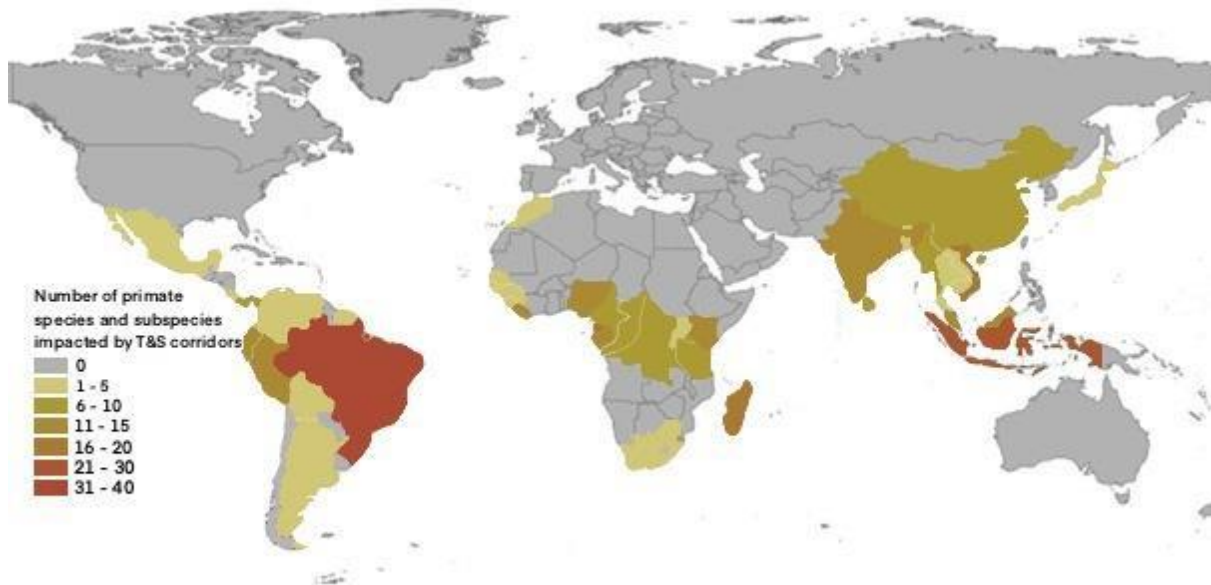 Number of primate
species and subspecies
impacted by T&S corridors
0
1 - 5
6 - 10
11 - 15
16 - 20
21 - 30
31 - 40